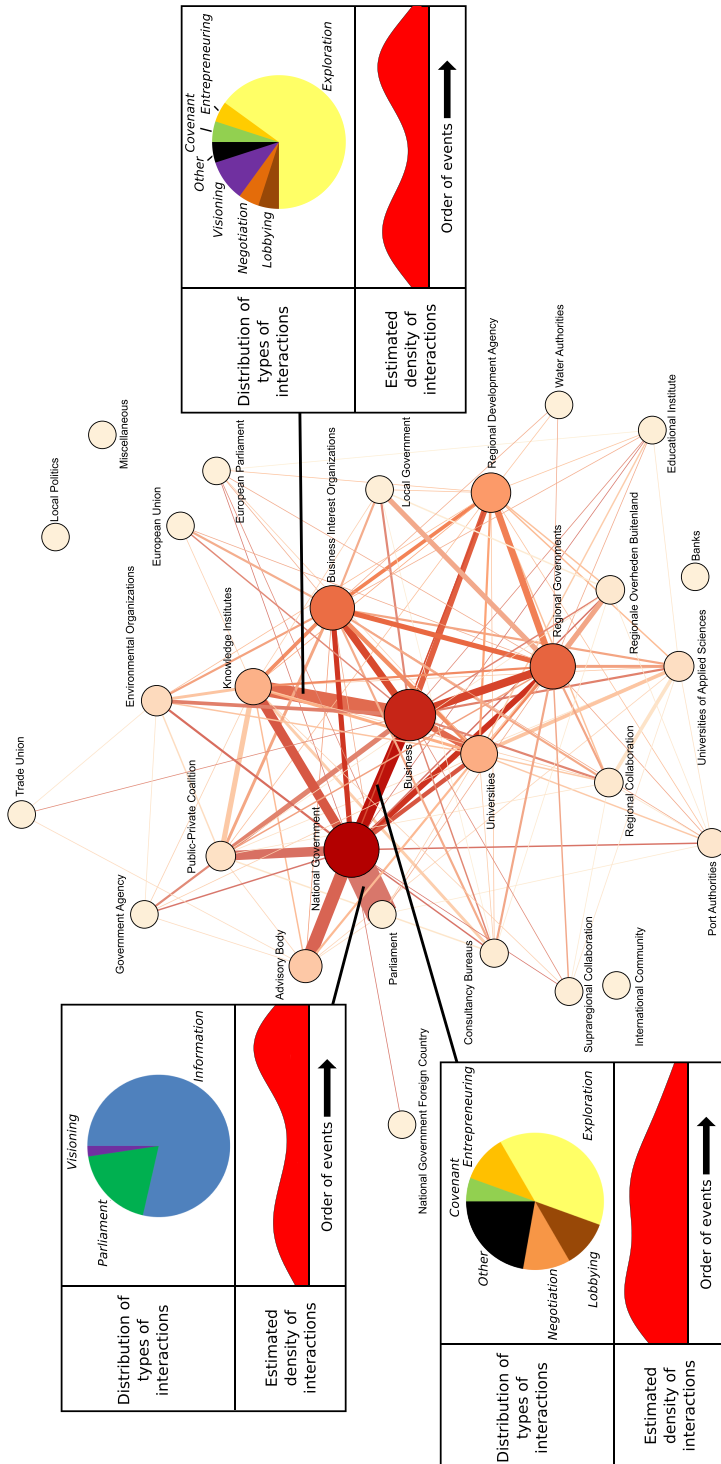 Distribution of
types of
interactions
Visioning
Parliament
Information
Estimated
density of
interactions
Order of events
Distribution of
types of
interactions
Other
Covenant
Entrepreneuring
Visioning
Negotiation
Lobbying
Exploration
Estimated
density of
interactions
Order of events
Distribution of
types of
interactions
Covenant
Entrepreneuring
Other
Exploration
Negotiation
Lobbying
Estimated
density of
interactions
Order of events
Trade Union
Local Politics
Miscellaneous
Government Agency
Environmental Organizations
European Union
European Parliament
Public-Private Coalition
Knowledge Institutes
Advisory Body
National Government
Business Interest Organizations
Local Government
Parliament
Business
National Government Foreign Country
Consultancy Bureaus
Universities
Regional Development Agency
Water Authorities
Regional Governments
Supraregional Collaboration
International Community
Regional Collaboration
Regionale Overheden Buitenland
Educational Institute
Port Authorities
Universities of Applied Sciences
Banks